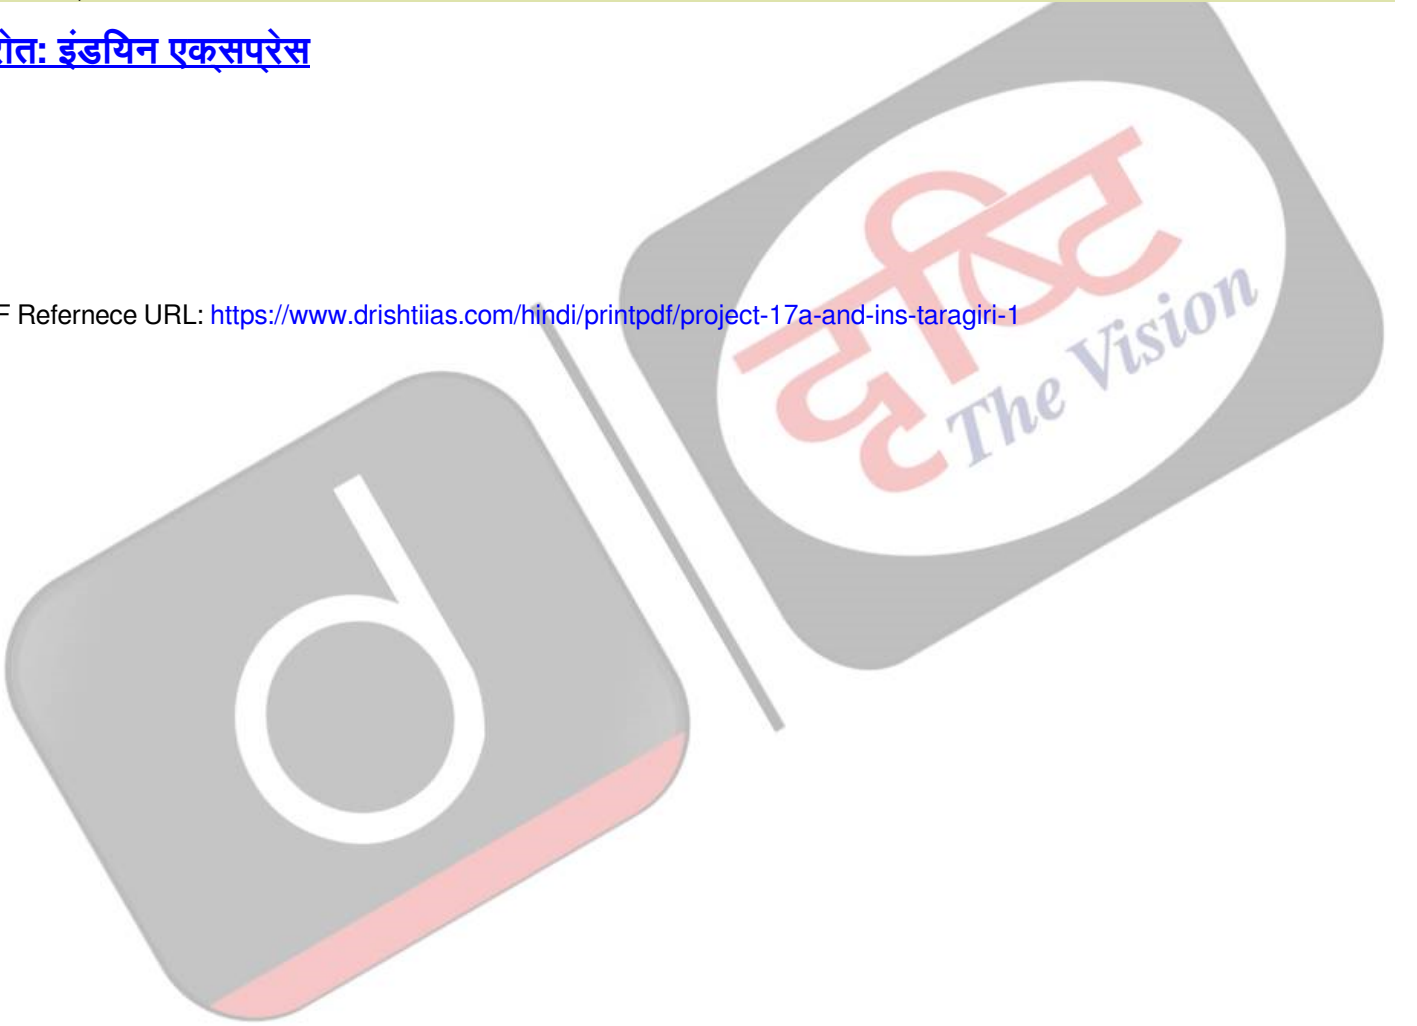 रोत: इंडियन एक्सप्रेस
F Refernece URL: https://www.drishtiias.com/hindi/printpdf/project-17a-and-ins-taragiri-1
दृष्टि
The Vision
d